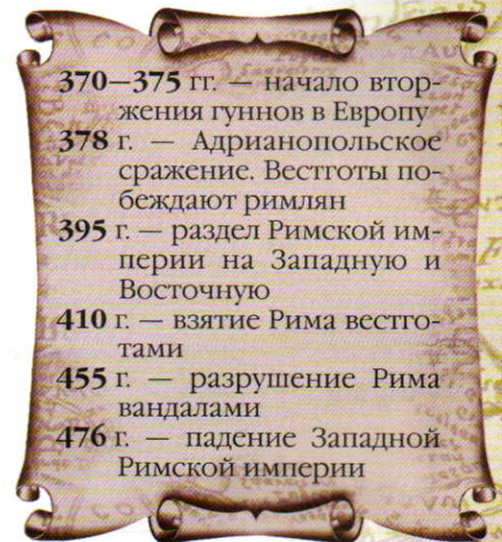 370—375 гг. — начало втор-
жения гуннов в Европу
378 г. — Адрианопольское
сражение. Вестготы по-
беждают римлян
395 г. — раздел Римской им-
перии на Западную и
Восточную
410 г. — взятие Рима вестго-
тами
455 г. — разрушение Рима
вандалами
476 г. — падение Западной
Римской империи